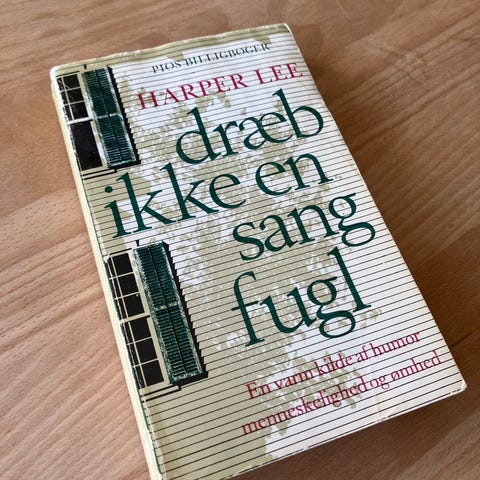 PIOS BILLIGBØGER
HARPER LEE
dræb
ikke en
sang
fugl
En varm kilde af humor
menneskelighed og ømhed